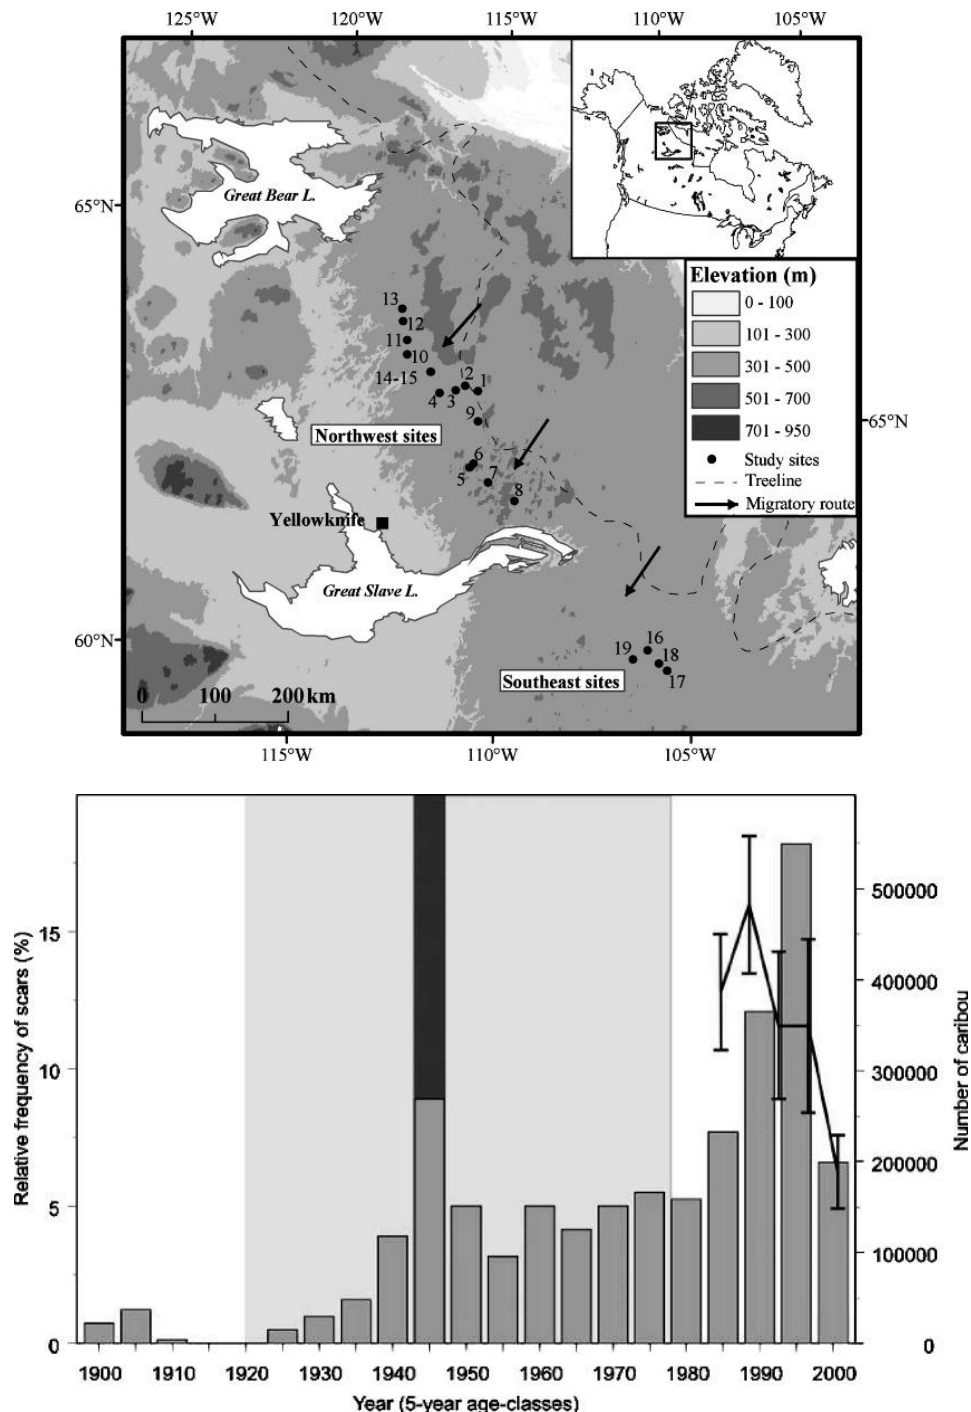 125°W 120°W 115°W 110°W 105°W
65°N
Great Bear L.
Elevation (m)
0 - 100
101 - 300
301 - 500
501 - 700
701 - 950
Study sites
Treeline
Migratory route
65°N
13
12
11
10
14-15
2
1
4
3
9
Northwest sites
6
5
7
8
Yellowknife
Great Slave L.
60°N
16
19
18
17
Southeast sites
0 100 200 km
115°W 110°W 105°W
Relative frequency of scars (%)
15
10
5
0
500000
400000
300000
200000
100000
0
Number of caribou
1900 1910 1920 1930 1940 1950 1960 1970 1980 1990 2000
Year (5-year age-classes)